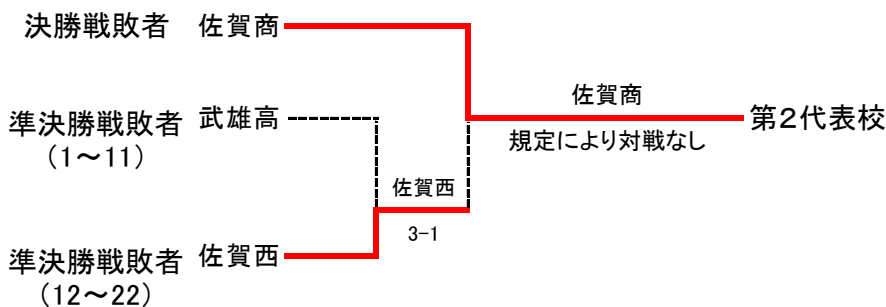 決勝戦敗者 佐賀商
佐賀商
準決勝戦敗者 武雄高
(1～11)
第2代表校
規定により対戦なし
佐賀西
3-1
準決勝戦敗者 佐賀西
(12～22)